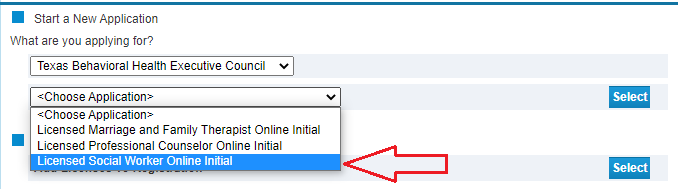 Start a New Application
What are you applying for?
Texas Behavioral Health Executive Council
<Choose Application>
Select
<Choose Application>
Licensed Marriage and Family Therapist Online Initial
Licensed Professional Counselor Online Initial
Licensed Social Worker Online Initial
Select